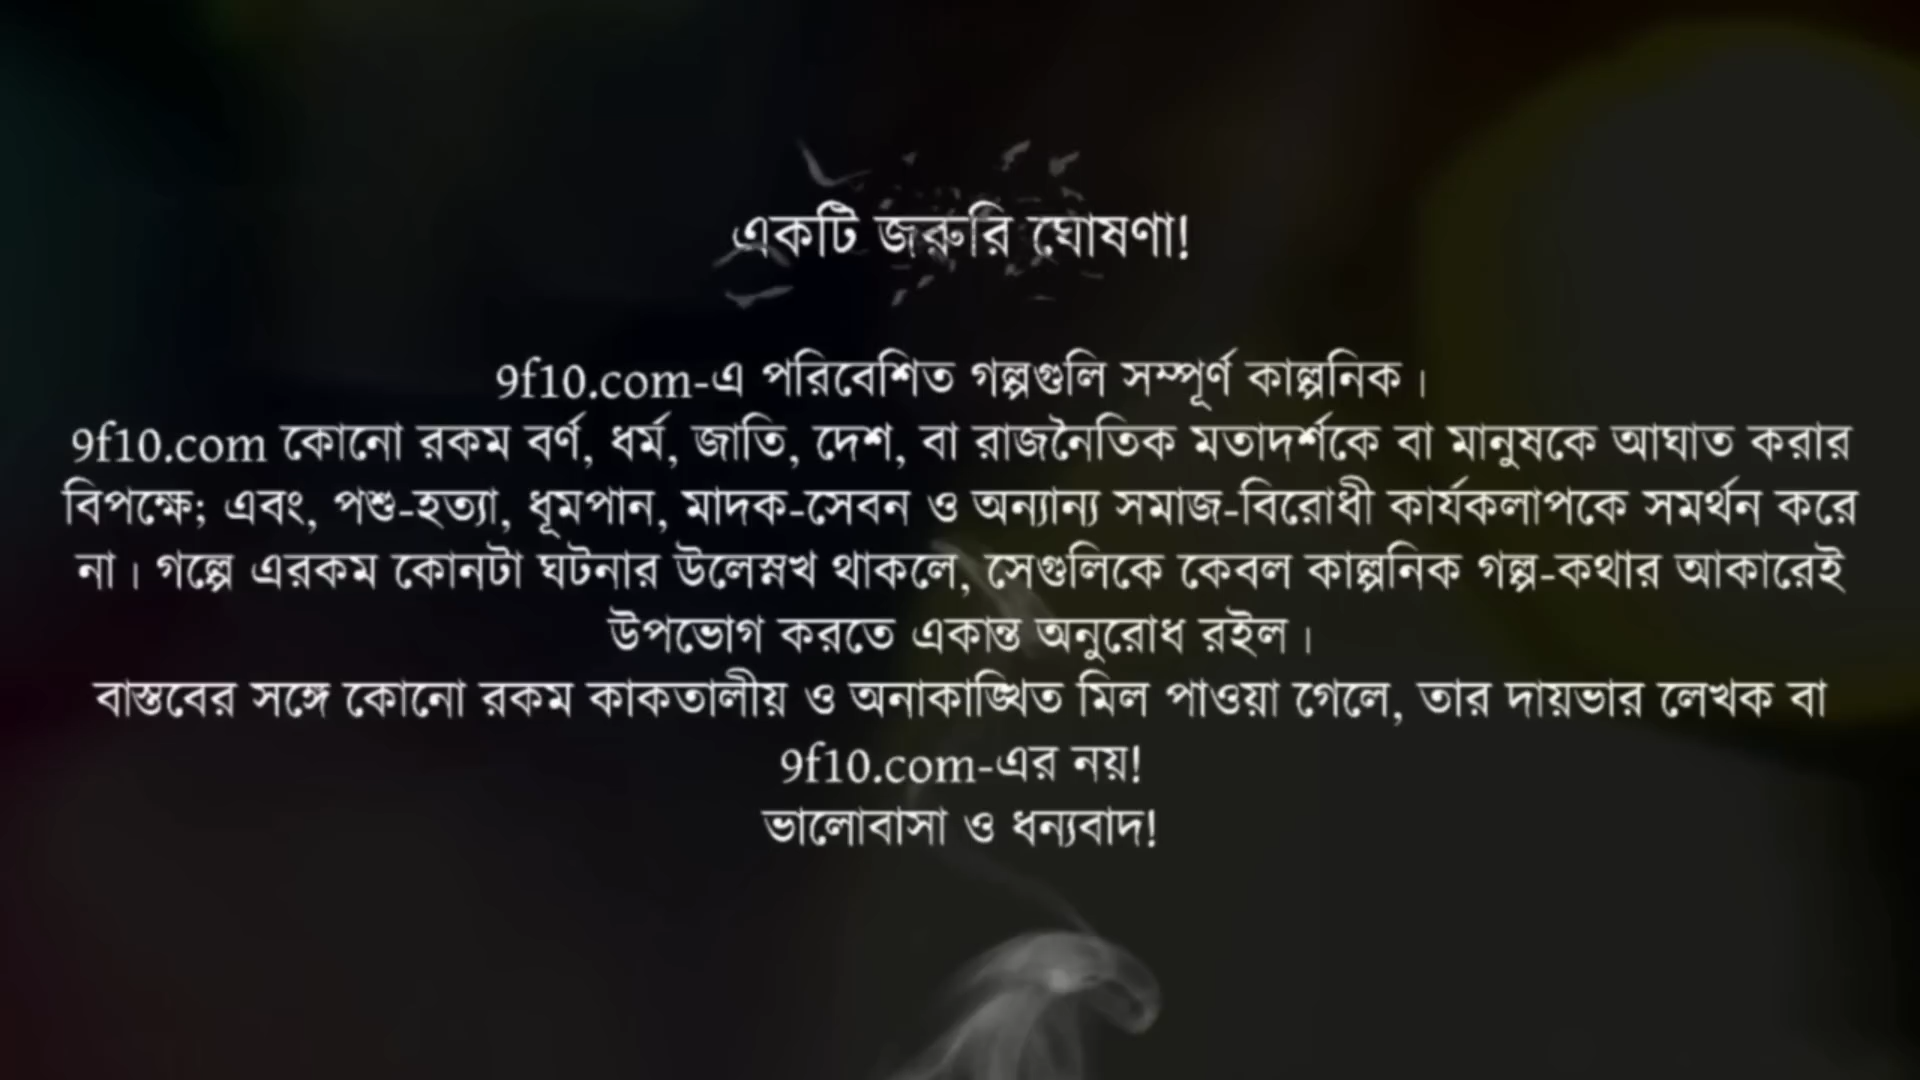 একটি জরুরি ঘোষণা!
9f10.com-এ পরিবেশিত গল্পগুলি সম্পূর্ণ কাল্পনিক।
9f10.com কোনো রকম বর্ণ, ধর্ম, জাতি, দেশ, বা রাজনৈতিক মতাদর্শকে বা মানুষকে আঘাত করার
বিপক্ষে; এবং, পশু-হত্যা, ধূমপান, মাদক-সেবন ও অন্যান্য সমাজ-বিরোধী কার্যকলাপকে সমর্থন করে
না। গল্পে এরকম কোনটা ঘটনার উলেস্নখ থাকলে, সেগুলিকে কেবল কাল্পনিক গল্প-কথার আকারেই
উপভোগ করতে একান্ত অনুরোধ রইল।
বাস্তবের সঙ্গে কোনো রকম কাকতালীয় ও অনাকাঙ্খিত মিল পাওয়া গেলে, তার দায়ভার লেখক বা
9f10.com-এর নয়!
ভালোবাসা ও ধন্যবাদ!